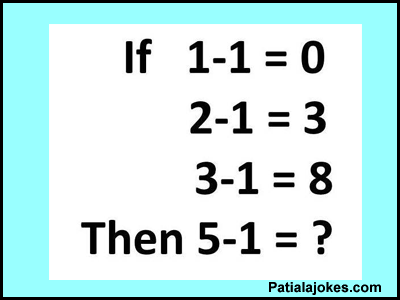 If 1-1 = 0
2-1 = 3
3-1 = 8
Then 5-1 = ?
Patialajokes.com